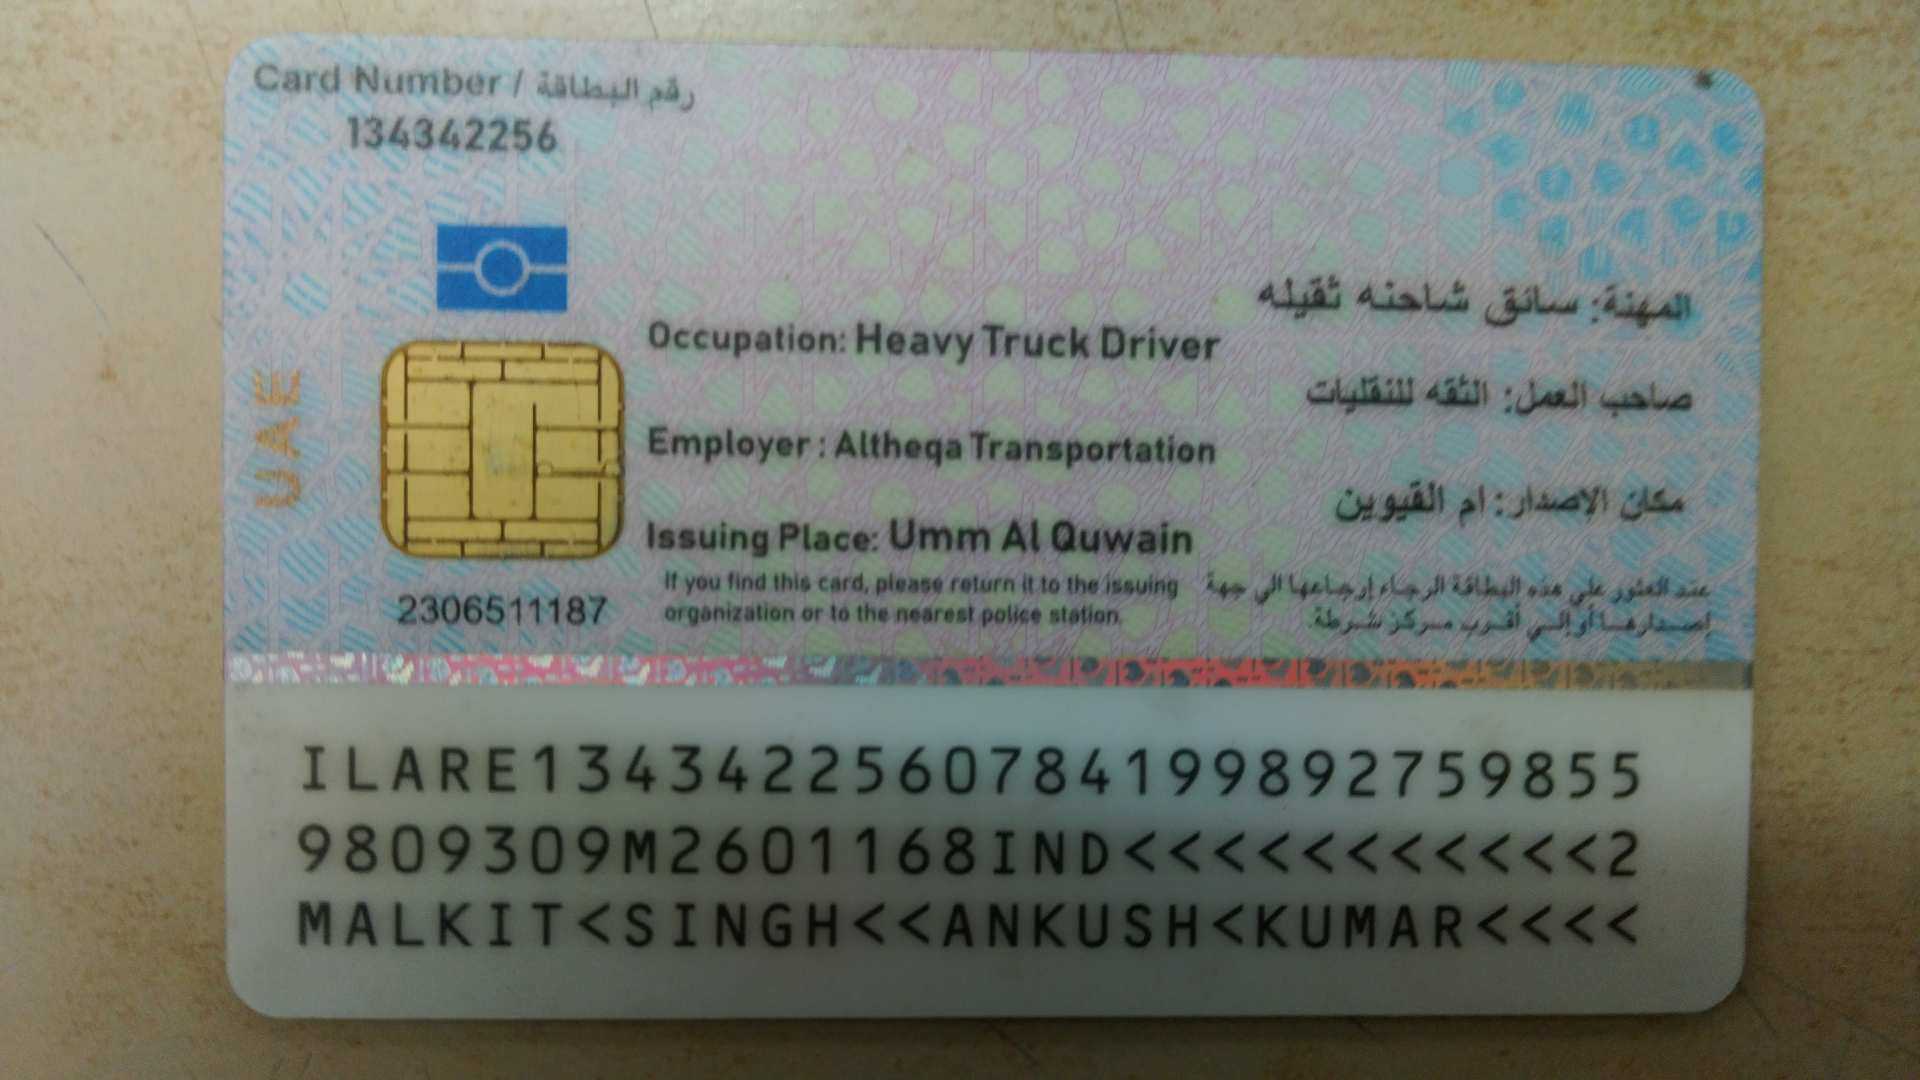 Card Number / رقم البطاقة
134342256
UAE
Occupation: Heavy Truck Driver
المهنة: سائق شاحنه ثقيله
Employer : Altheqa Transportation
صاحب العمل: الثقه للنقليات
Issuing Place: Umm Al Quwain
مكان الاصدار: ام القيوين
2306511187
If you find this card, please return it to the issuing
organization or to the nearest police station.
عند العثور علي هذه البطاقة الرجاء إرجاعها الي جهة
إصدارها أو إلي أقرب مركز شرطة.
ILARE1343422560784199892759855
9809309M2601168IND<<<<<<<<<<<2
MALKIT<SINGH<<ANKUSH<KUMAR<<<<